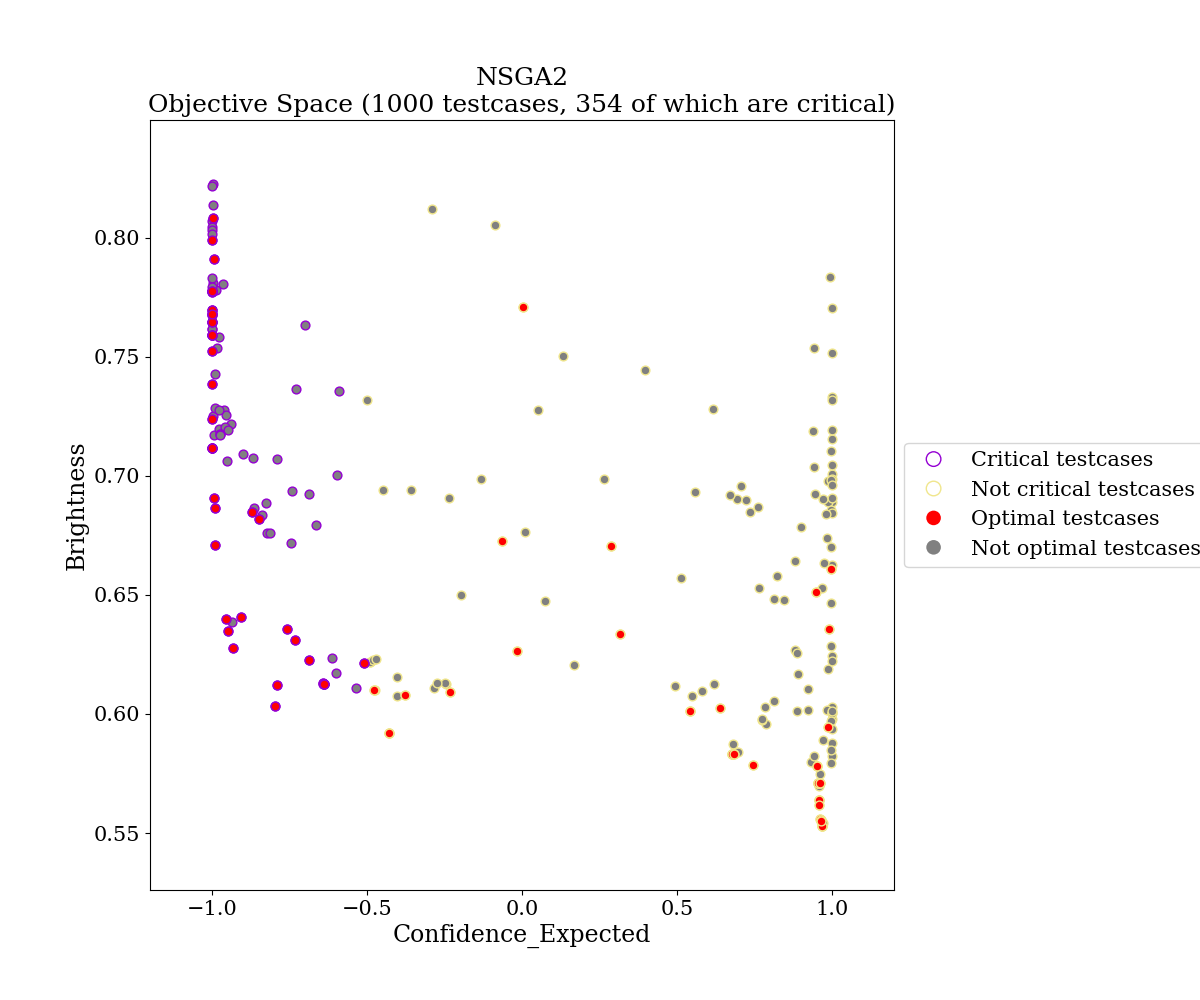 NSGA2
Objective Space (1000 testcases, 354 of which are critical)
0.80
0.75
0.70
0.65
0.60
0.55
Brightness
−1.0
−0.5
0.0
0.5
1.0
Confidence_Expected
Critical testcases
Not critical testcases
Optimal testcases
Not optimal testcases